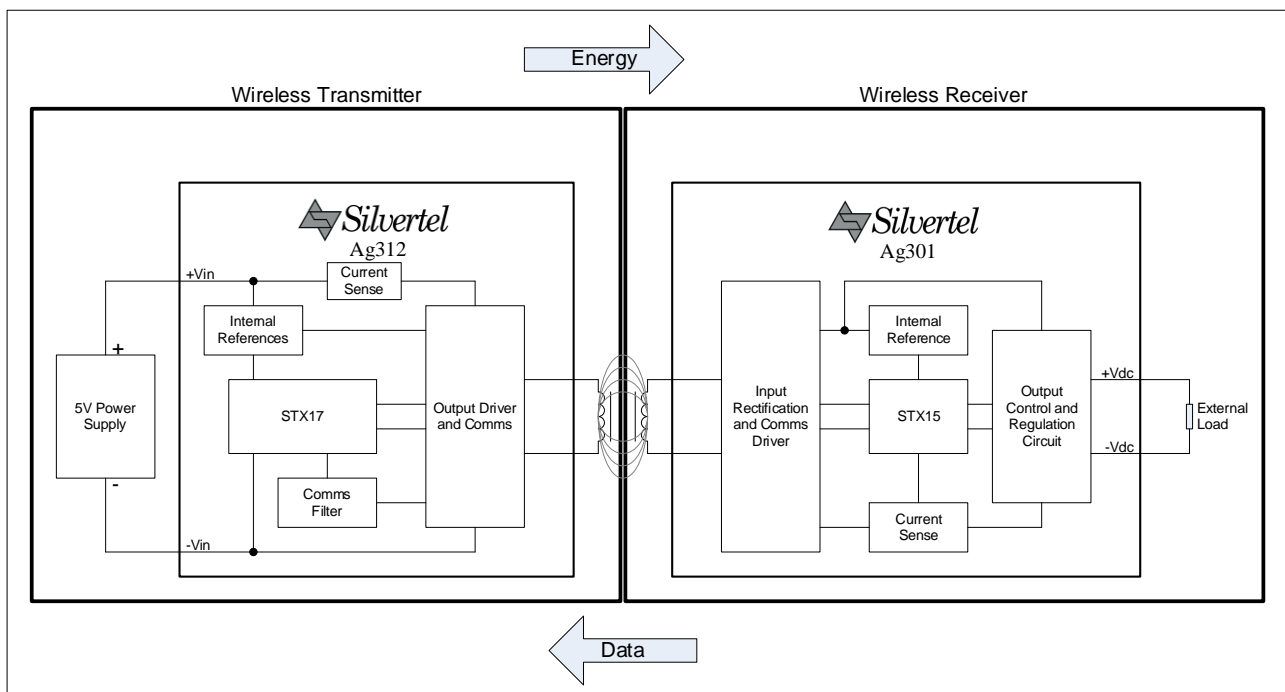 Energy
Wireless Transmitter
Wireless Receiver
Silvertel
Ag312
+Vin
Current
Sense
Internal
References
+
5V Power
Supply
-
STX17
Output Driver
and Comms
Comms
Filter
-Vin
Silvertel
Ag301
Input
Rectification
and Comms
Driver
Internal
Reference
STX15
Current
Sense
Output
Control and
Regulation
Circuit
+Vdc
-Vdc
External
Load
Data